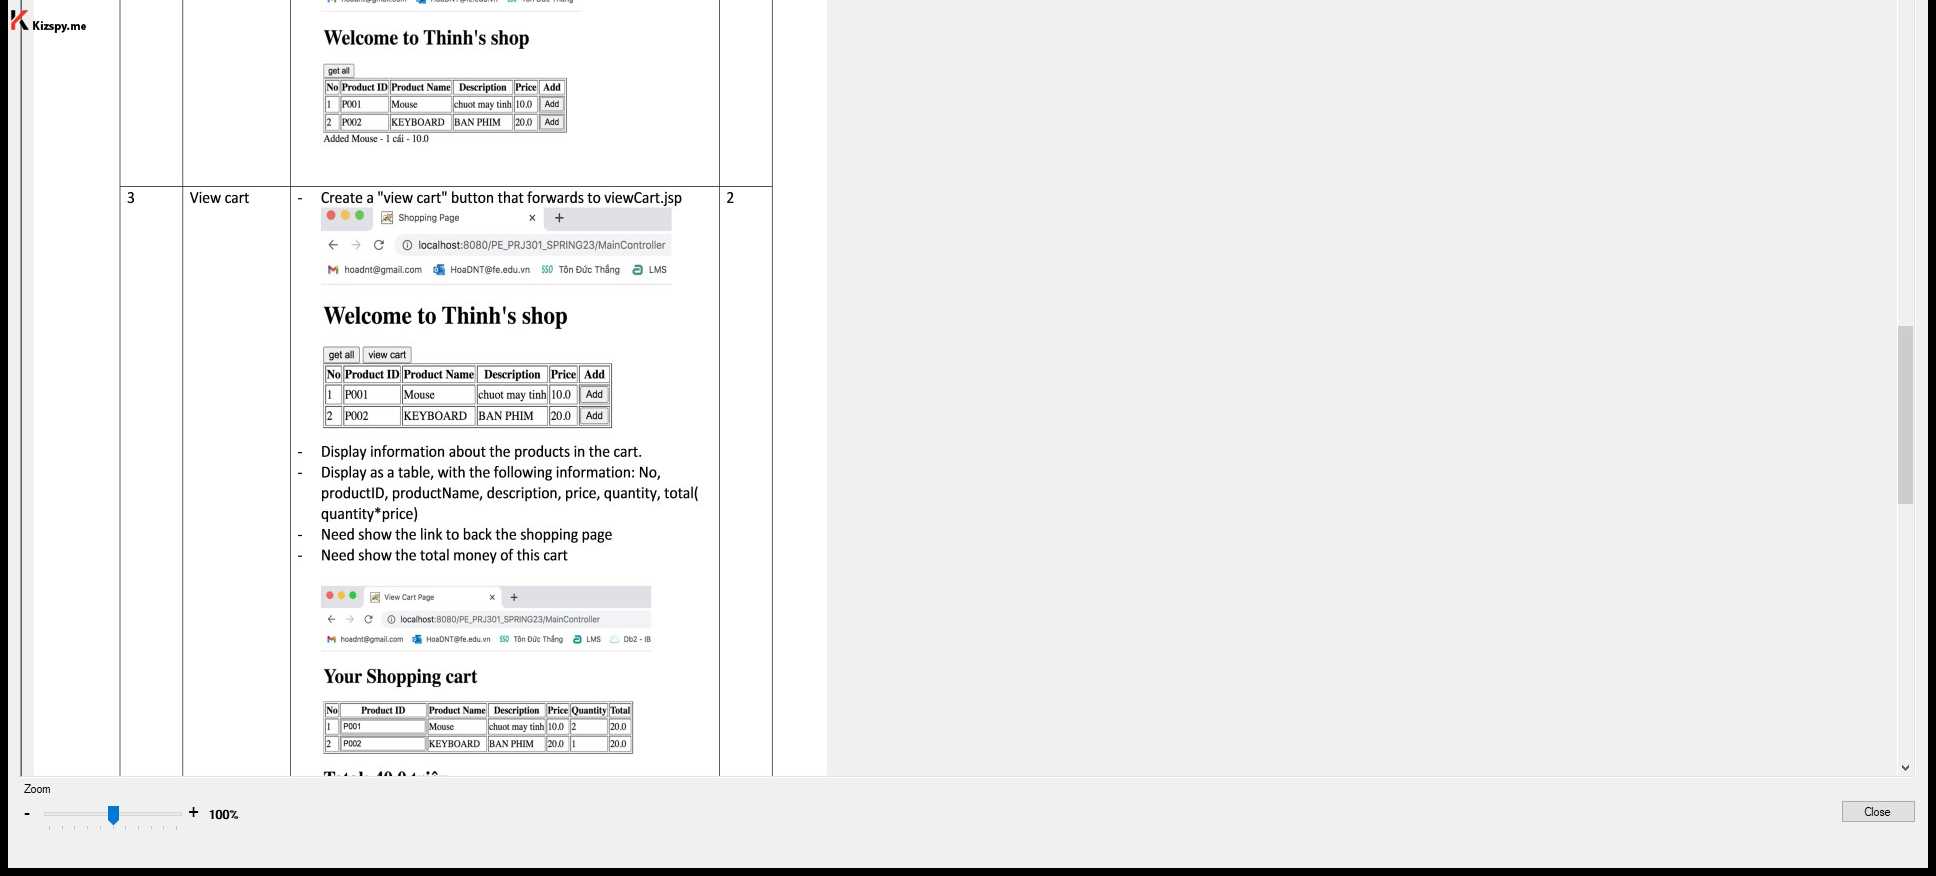 Kizspy.me
Welcome to Thinh's shop
get all
No Product ID Product Name Description Price Add
1 P001 Mouse chuot may tinh 10.0 Add
2 P002 KEYBOARD BAN PHIM 20.0 Add
Added Mouse - 1 cái - 10.0
3 View cart - Create a "view cart" button that forwards to viewCart.jsp 2
Shopping Page × +
localhost:8080/PE_PRJ301_SPRING23/MainController
hoadnt@gmail.com HoaDNT@fe.edu.vn SSO Tôn Đức Thắng LMS
Welcome to Thinh's shop
get all view cart
No Product ID Product Name Description Price Add
1 P001 Mouse chuot may tinh 10.0 Add
2 P002 KEYBOARD BAN PHIM 20.0 Add
- Display information about the products in the cart.
- Display as a table, with the following information: No,
productID, productName, description, price, quantity, total(
quantity*price)
- Need show the link to back the shopping page
- Need show the total money of this cart
View Cart Page × +
localhost:8080/PE_PRJ301_SPRING23/MainController
hoadnt@gmail.com HoaDNT@fe.edu.vn SSO Tôn Đức Thắng LMS Db2 - IB
Your Shopping cart
No Product ID Product Name Description Price Quantity Total
1 P001 Mouse chuot may tinh 10.0 2 20.0
2 P002 KEYBOARD BAN PHIM 20.0 1 20.0
Zoom
- + 100%
Close